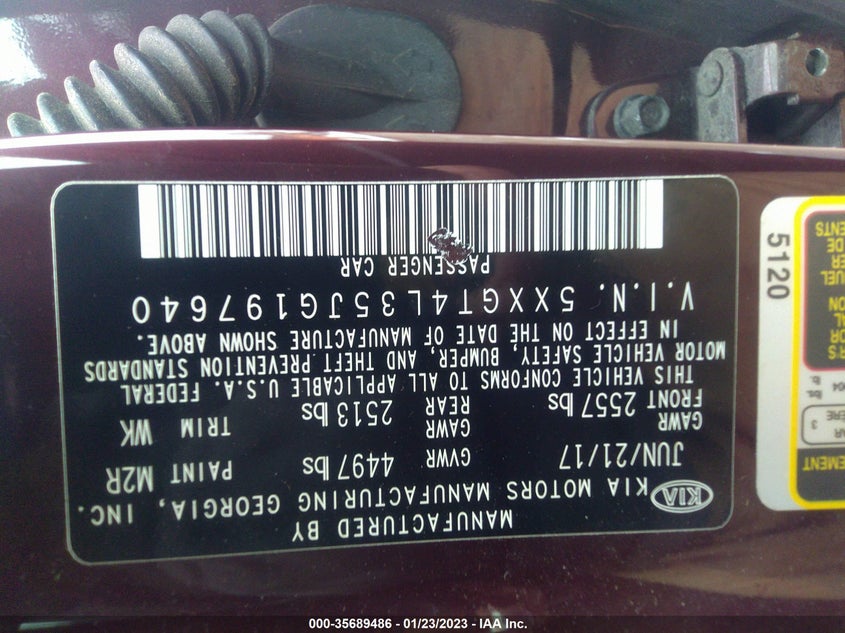 MANUFACTURED BY
KIA KIA MOTORS MANUFACTURING GEORGIA, INC.
JUN/21/17 GVWR 4497 lbs PAINT M2R
GAWR FRONT 2557 lbs GAWR REAR 2513 lbs TRIM WK
THIS VEHICLE CONFORMS TO ALL APPLICABLE U.S.A. FEDERAL
MOTOR VEHICLE SAFETY, BUMPER, AND THEFT PREVENTION STANDARDS
IN EFFECT ON THE DATE OF MANUFACTURE SHOWN ABOVE.
V.I.N. 5XXGT4L35JG197640
PASSENGER CAR
5120
000-35689486 - 01/23/2023 - IAA Inc.